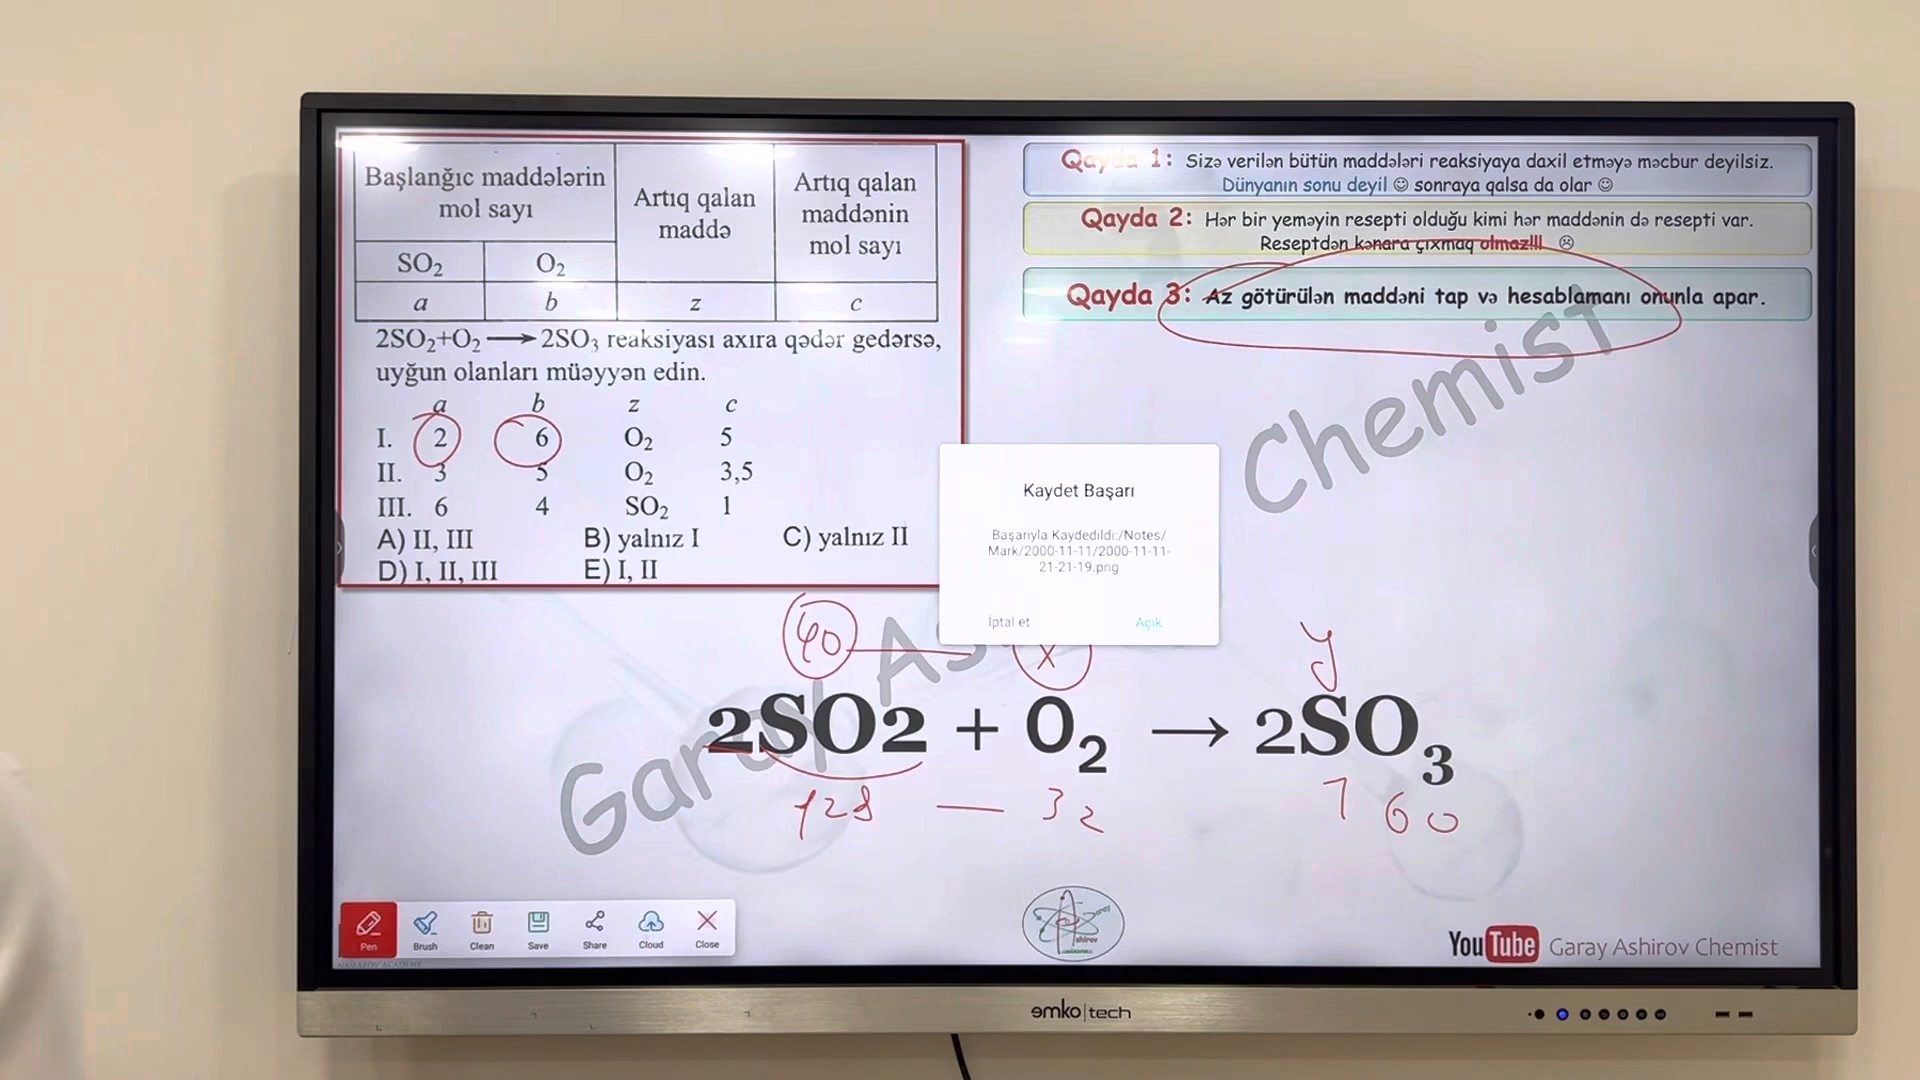 Başlanğıc maddələrin mol sayı
Artıq qalan maddə
Artıq qalan maddənin mol sayı
SO₂ O₂
a b z c
2SO₂+O₂ → 2SO₃ reaksiyası axıra qədər gedərsə,
uyğun olanları müəyyən edin.
a b z c
I. 2 6 O₂ 5
II. 3 5 O₂ 3,5
III. 6 4 SO₂ 1
A) II, III B) yalnız I C) yalnız II
D) I, II, III E) I, II
Qayda 1: Sizə verilən bütün maddələri reaksiyaya daxil etməyə məcbur deyilsiz.
Dünyanın sonu deyil ☺ sonraya qalsa da olar ☺
Qayda 2: Hər bir yeməyin resepti olduğu kimi hər maddənin də resepti var.
Reseptdən kənara çıxmaq olmaz!!! ☹
Qayda 3: Az götürülən maddəni tap və hesablamanı onunla apar.
Kaydet Başarı
Başarıyla Kaydedildi:/Notes/
Mark/2000-11-11/2000-11-11-
21-21-19.png
İptal et Açık
40 x y
2SO2 + O₂ → 2SO₃
128 — 32 160
Garay As Chemist
Pen Brush Clean Save Share Cloud Close
shirov
YouTube Garay Ashirov Chemist
emko|tech